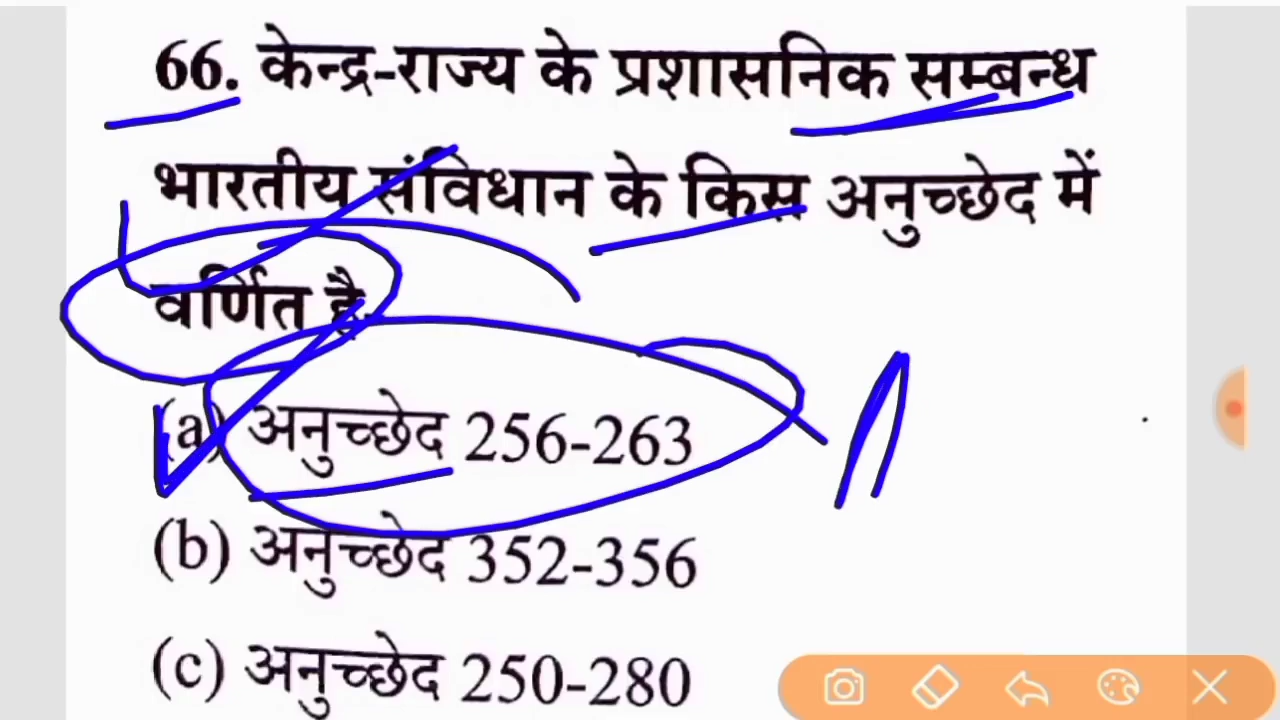 66. केन्द्र-राज्य के प्रशासनिक सम्बन्ध
भारतीय संविधान के किस अनुच्छेद में
वर्णित है-
(a) अनुच्छेद 256-263
(b) अनुच्छेद 352-356
(c) अनुच्छेद 250-280